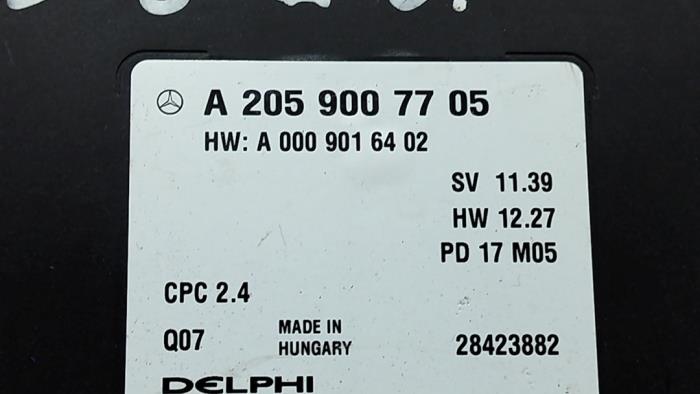 A 205 900 77 05
HW: A 000 901 64 02
SV 11.39
HW 12.27
PD 17 M05
CPC 2.4
Q07
MADE IN
HUNGARY
28423882
DELPHI